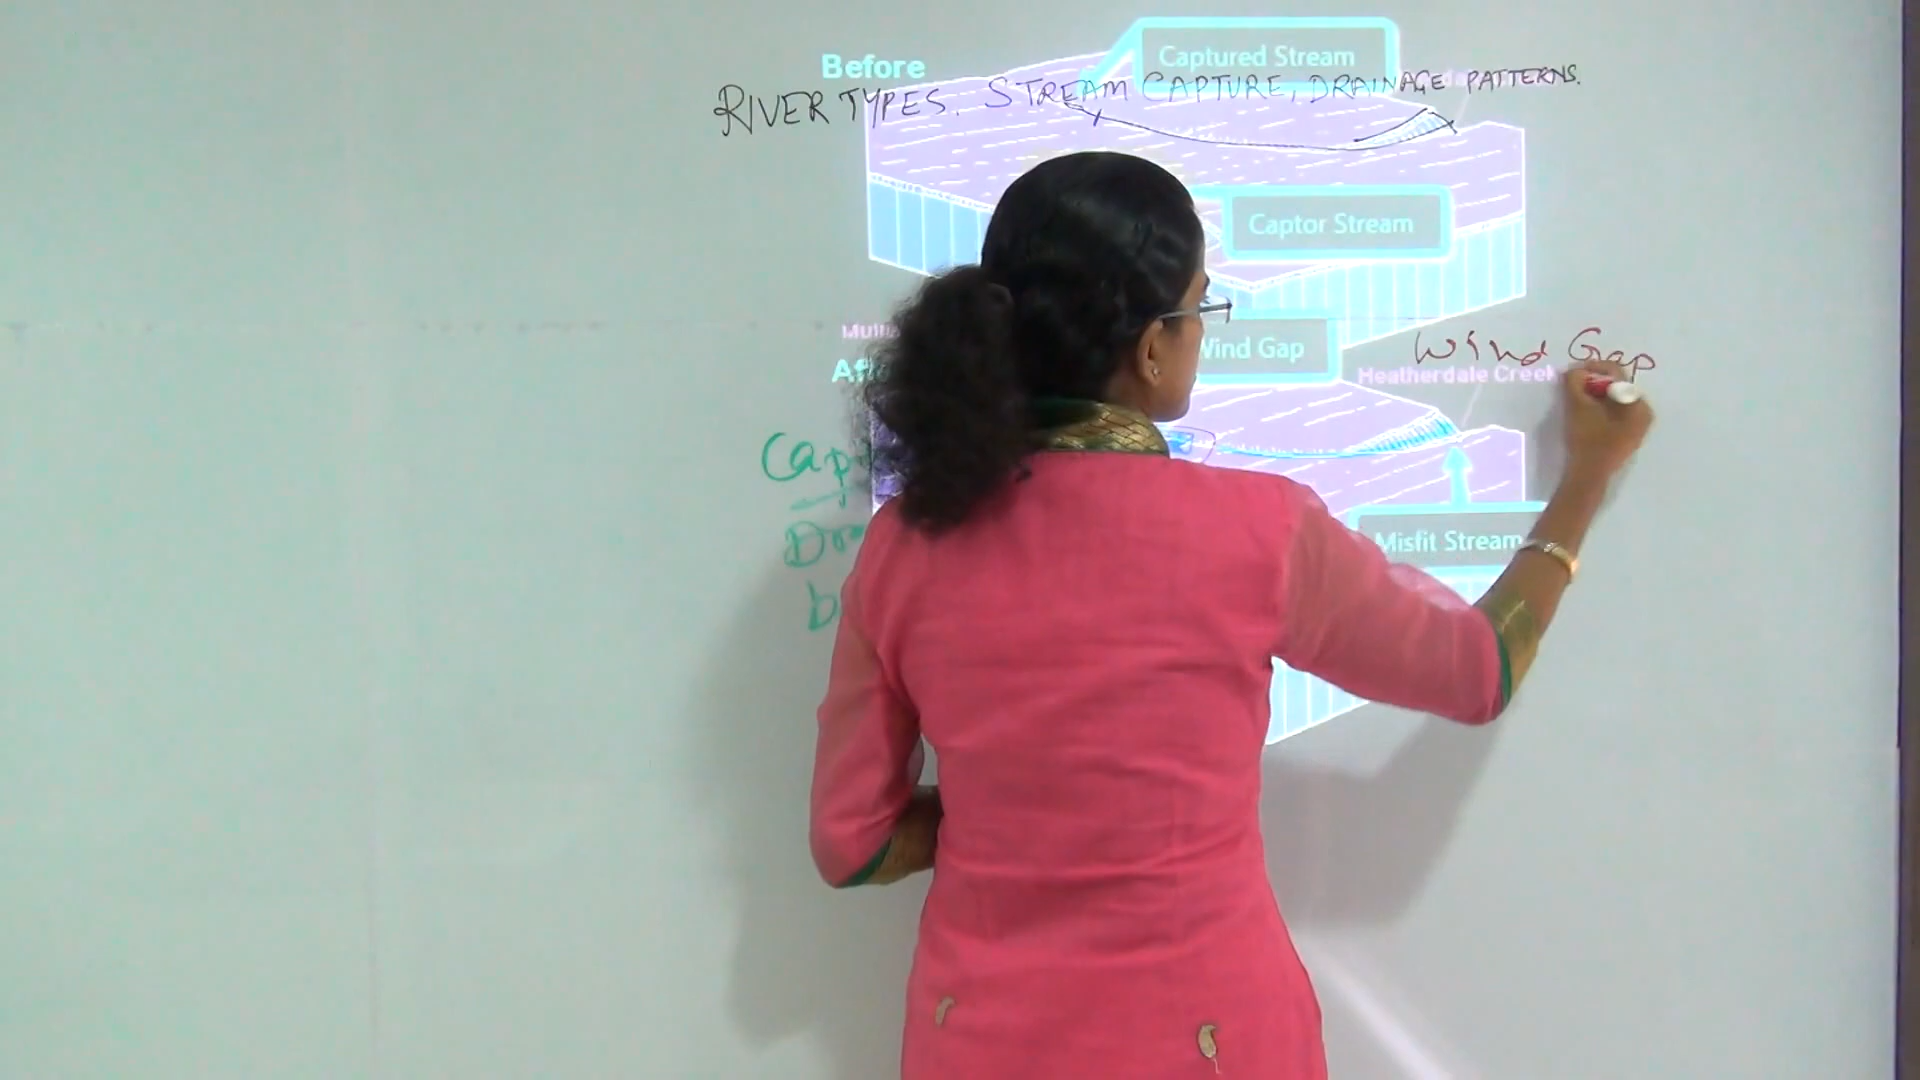 Captured Stream
Before
RIVER TYPES. STREAM CAPTURE, DRAINAGE PATTERNS.
Captor Stream
Wind Gap
Wind Gap
Heatherdale Creek
Misfit Stream